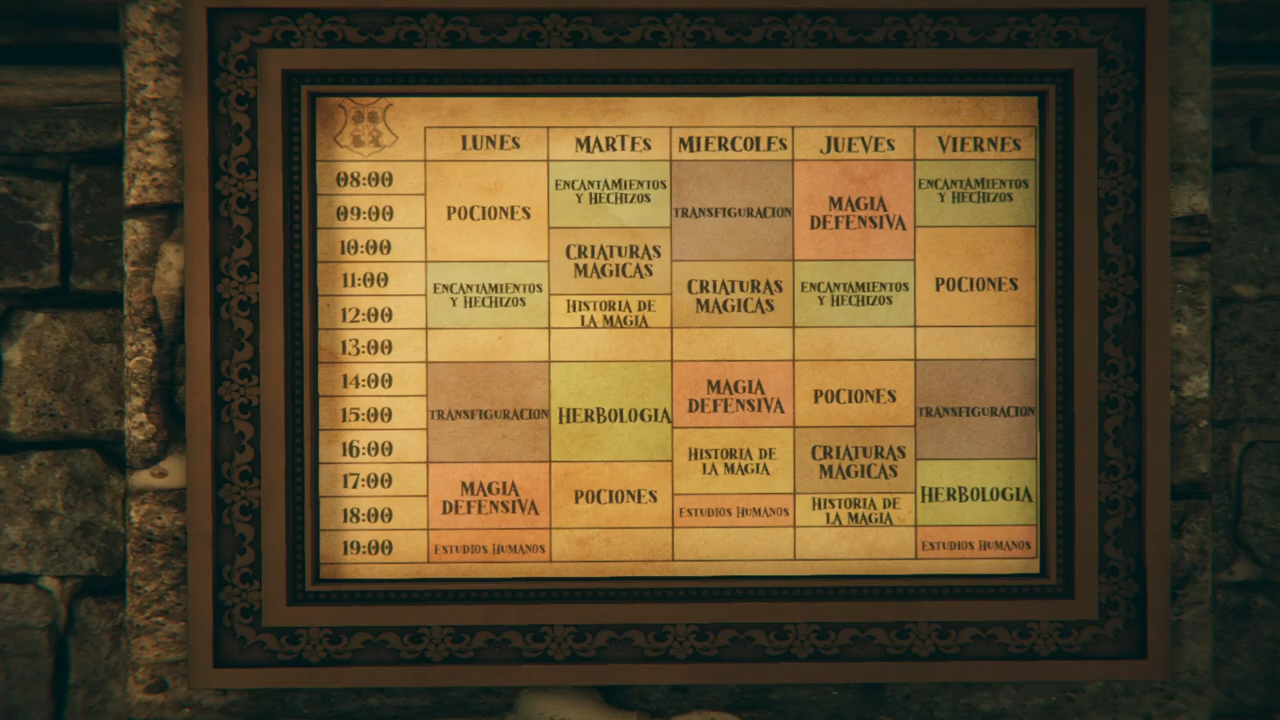 LUNES MARTES MIERCOLES JUEVES VIERNES
08:00
09:00
10:00
11:00
12:00
13:00
14:00
15:00
16:00
17:00
18:00
19:00
POCIONES
ENCANTAMIENTOS
Y HECHIZOS
TRANSFIGURACION
MAGIA
DEFENSIVA
ESTUDIOS HUMANOS
ENCANTAMIENTOS
Y HECHIZOS
CRIATURAS
MAGICAS
HISTORIA DE
LA MAGIA
HERBOLOGIA
POCIONES
TRANSFIGURACION
CRIATURAS
MAGICAS
MAGIA
DEFENSIVA
HISTORIA DE
LA MAGIA
ESTUDIOS HUMANOS
MAGIA
DEFENSIVA
ENCANTAMIENTOS
Y HECHIZOS
POCIONES
CRIATURAS
MAGICAS
HISTORIA DE
LA MAGIA
ENCANTAMIENTOS
Y HECHIZOS
POCIONES
TRANSFIGURACION
HERBOLOGIA
ESTUDIOS HUMANOS